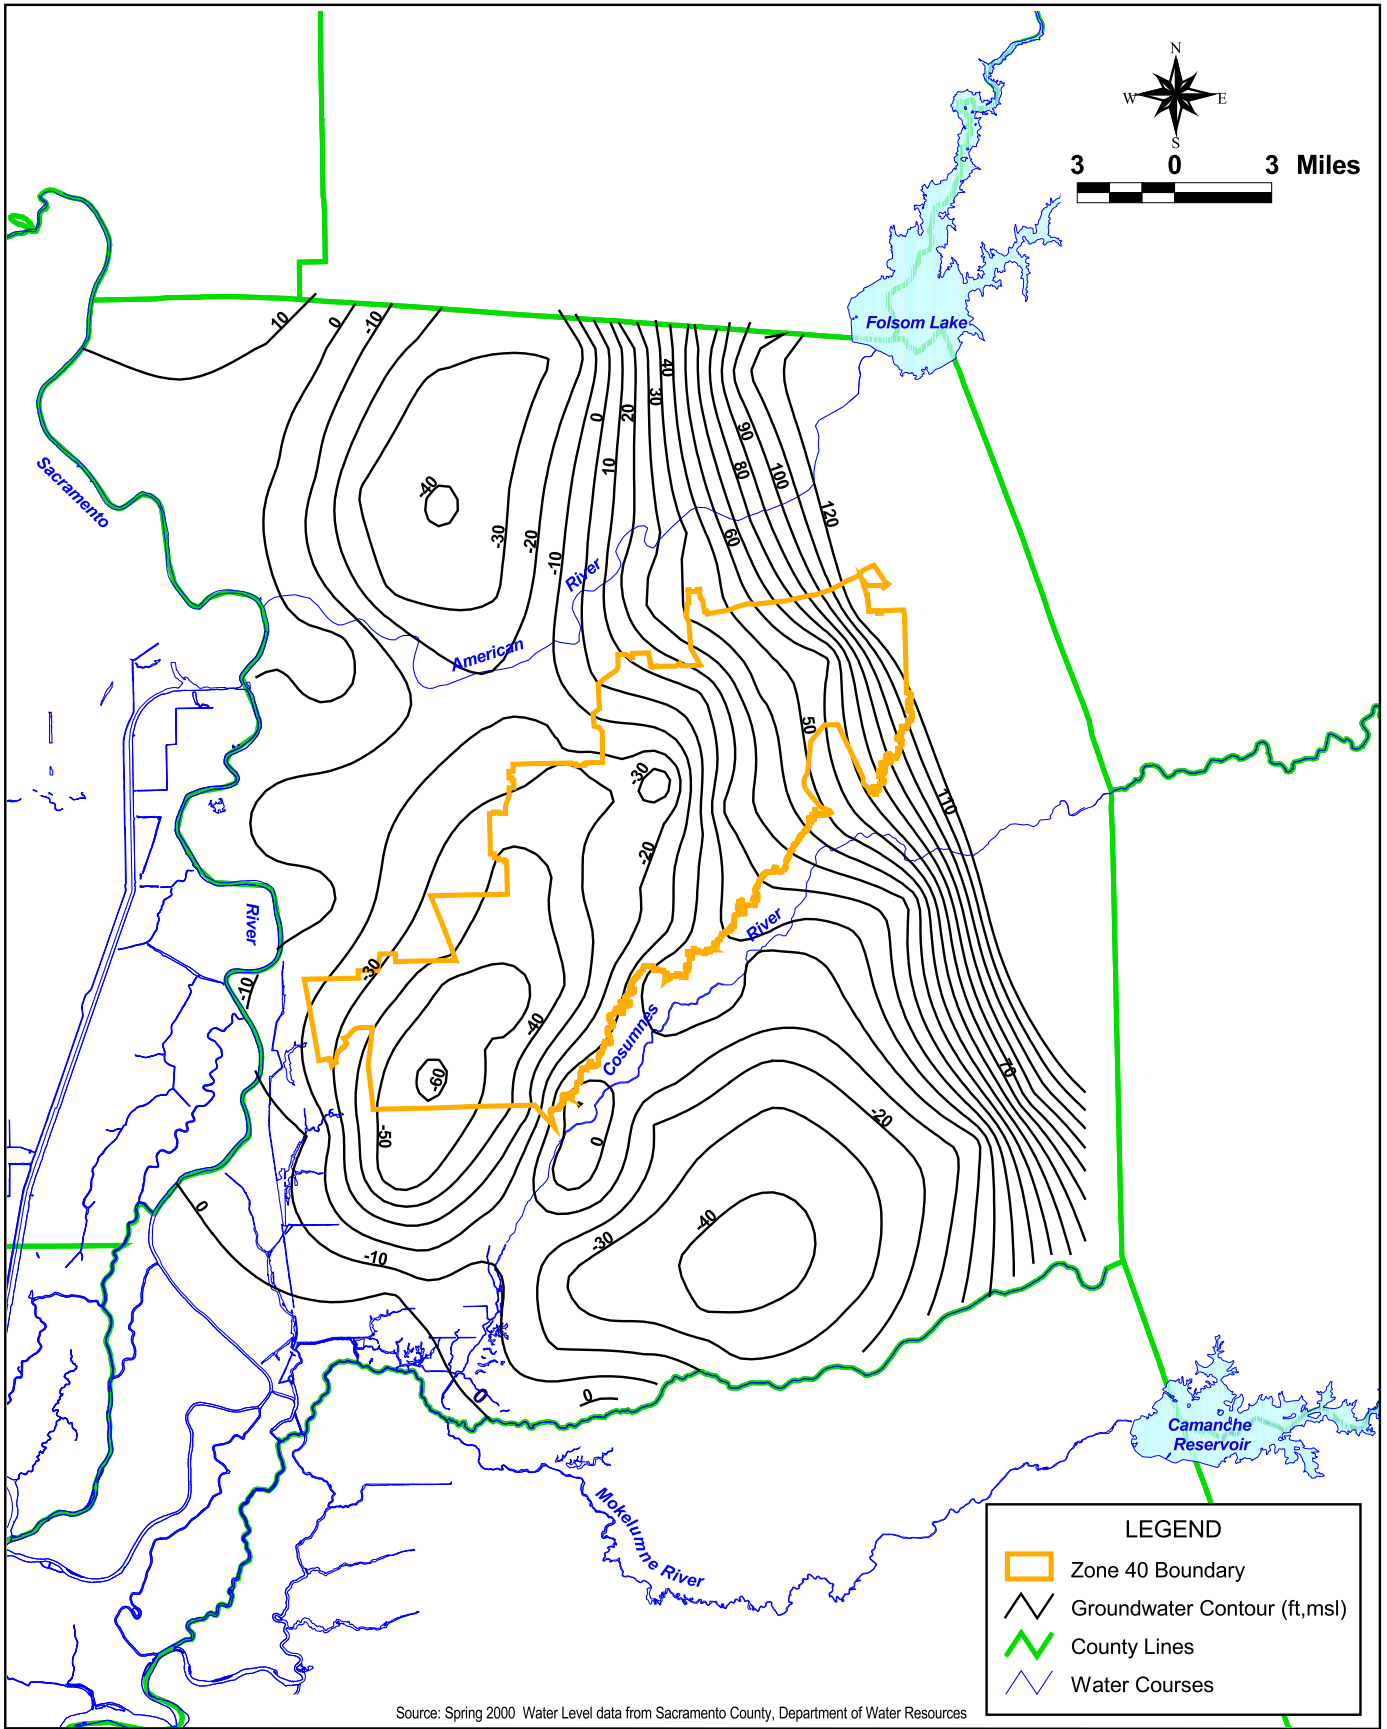 N
W
E
S
3 0 3 Miles
Folsom Lake
10
0
-10
40
30
0
20
90
10
80
100
-40
120
-30
-20
60
-10
Sacramento
River
American
50
-30
110
-20
River
River
-30
-10
-40
Cosumnes
70
-60
-20
-50
0
0
-40
-30
-10
0
0
Camanche
Reservoir
Mokelumne River
LEGEND
Zone 40 Boundary
Groundwater Contour (ft,msl)
County Lines
Water Courses
Source: Spring 2000 Water Level data from Sacramento County, Department of Water Resources